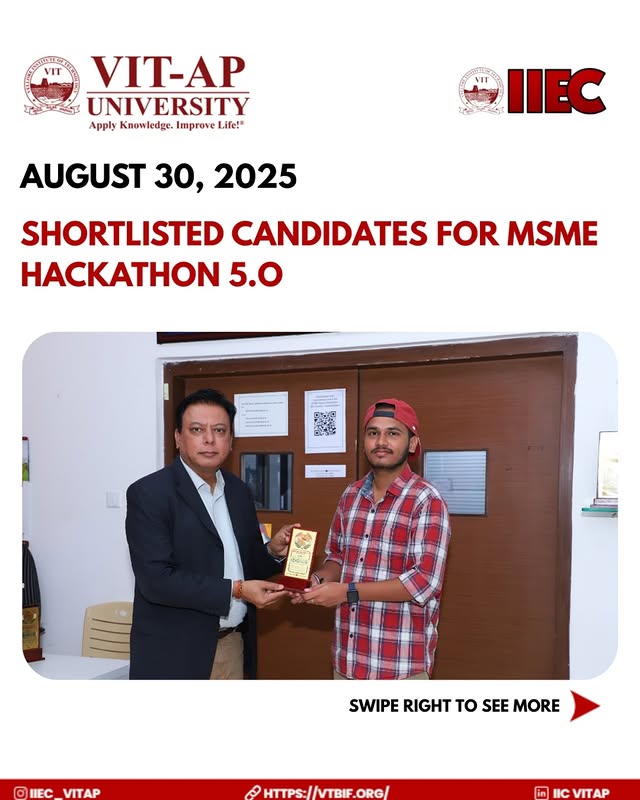 VIT-AP
UNIVERSITY
Apply Knowledge. Improve Life!®
VIT
IIEC
AUGUST 30, 2025
SHORTLISTED CANDIDATES FOR MSME
HACKATHON 5.O
SWIPE RIGHT TO SEE MORE
IIEC_VITAP
HTTPS://VTBIF.ORG/
IIC VITAP